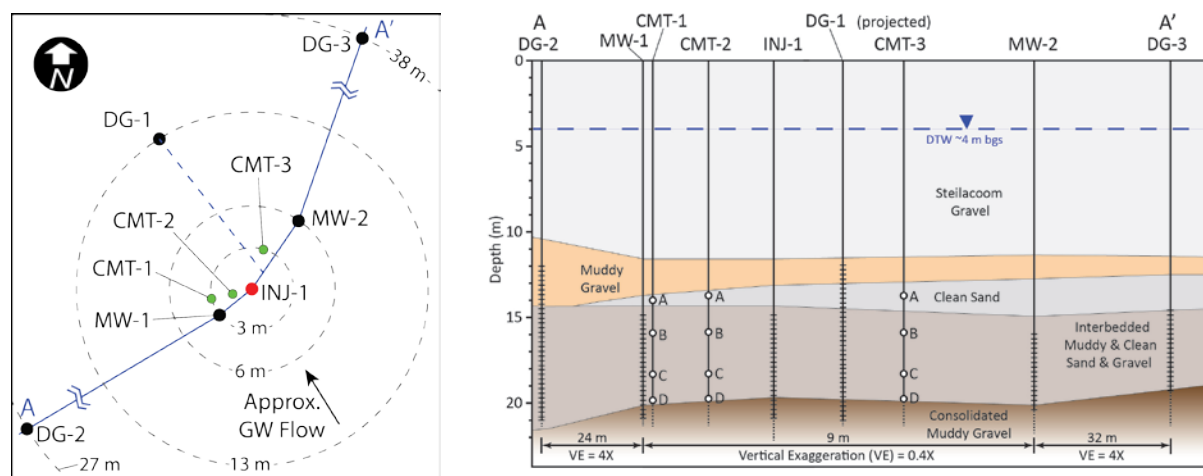 N
A'
DG-3
38 m
DG-1
CMT-3
CMT-2
MW-2
CMT-1
INJ-1
MW-1
3 m
6 m
A
Approx.
GW Flow
DG-2
27 m
13 m
A
DG-2
CMT-1
MW-1
CMT-2
INJ-1
DG-1 (projected)
CMT-3
MW-2
A'
DG-3
0
5
10
15
20
Depth (m)
DTW ~4 m bgs
Steilacoom
Gravel
Muddy
Gravel
Clean Sand
A
A
A
B
B
B
C
C
C
D
D
D
Interbedded
Muddy & Clean
Sand & Gravel
Consolidated
Muddy Gravel
24 m
VE = 4X
9 m
Vertical Exaggeration (VE) = 0.4X
32 m
VE = 4X